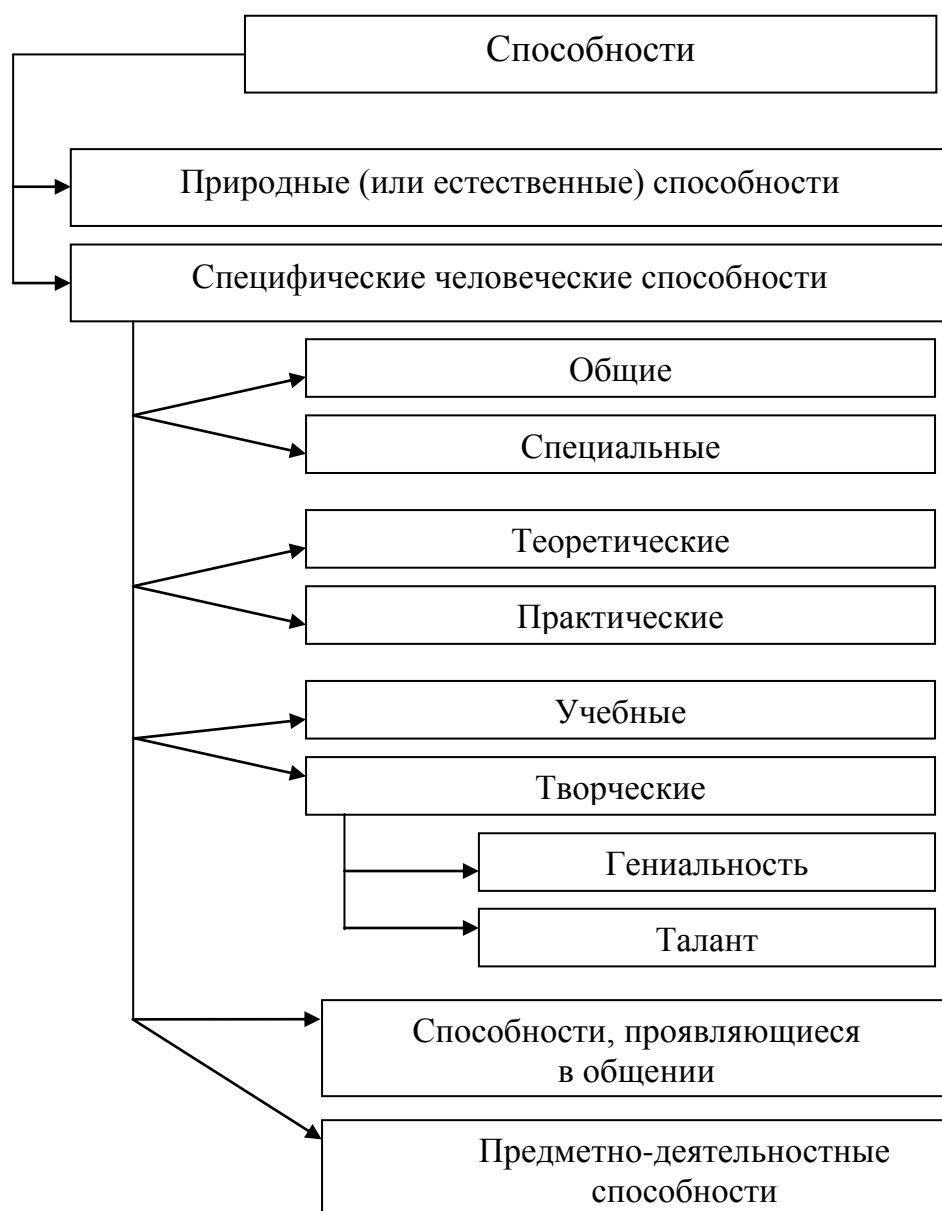 Способности
Природные (или естественные) способности
Специфические человеческие способности
Общие
Специальные
Теоретические
Практические
Учебные
Творческие
Гениальность
Талант
Способности, проявляющиеся
в общении
Предметно-деятельностные
способности